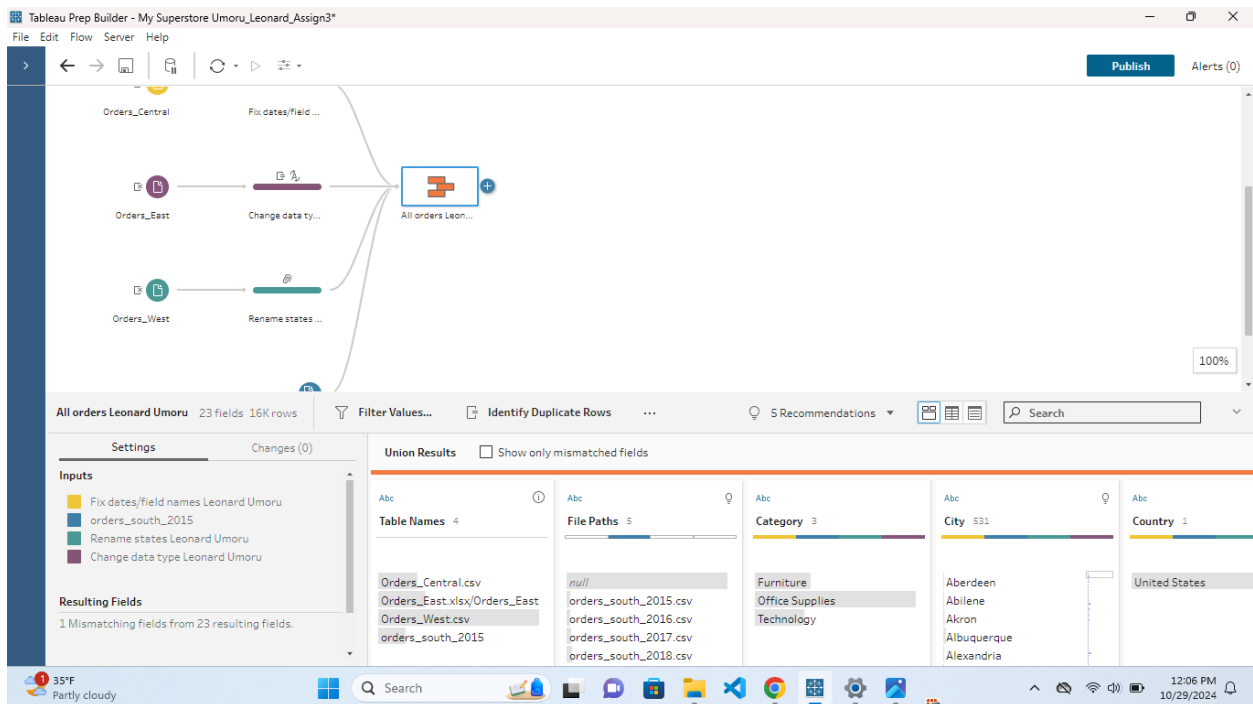 Tableau Prep Builder - My Superstore Umoru_Leonard_Assign3*
File Edit Flow Server Help
Publish Alerts (0)
Orders_Central Fix dates/field ...
Orders_East Change data ty... All orders Leon...
Orders_West Rename states ...
100%
All orders Leonard Umoru 23 fields 16K rows Filter Values... Identify Duplicate Rows ... 5 Recommendations Search
Settings Changes (0) Union Results Show only mismatched fields
Inputs
Fix dates/field names Leonard Umoru
orders_south_2015
Rename states Leonard Umoru
Change data type Leonard Umoru
Resulting Fields
1 Mismatching fields from 23 resulting fields.
Abc Abc Abc Abc Abc
Table Names 4 File Paths 5 Category 3 City 531 Country 1
Orders_Central.csv null Furniture Aberdeen United States
Orders_East.xlsx/Orders_East orders_south_2015.csv Office Supplies Abilene
Orders_West.csv orders_south_2016.csv Technology Akron
orders_south_2015 orders_south_2017.csv Albuquerque
orders_south_2018.csv Alexandria
1 35°F
Partly cloudy
Search
12:06 PM
10/29/2024